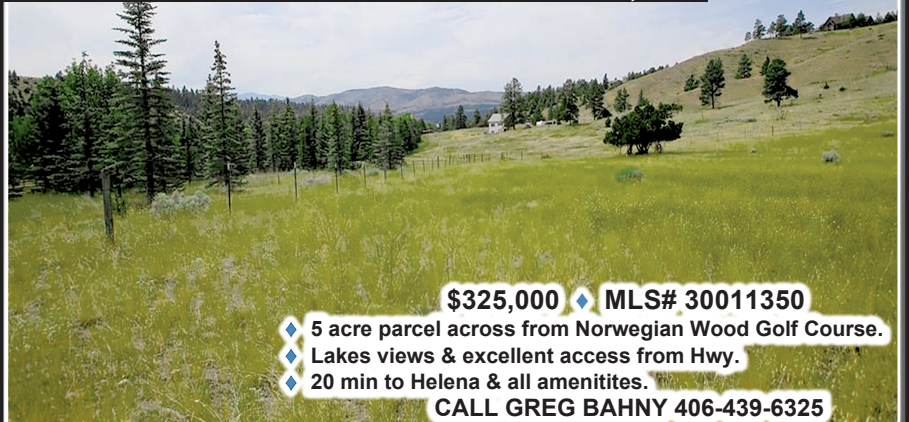 $325,000 ♦ MLS# 30011350
♦ 5 acre parcel across from Norwegian Wood Golf Course.
♦ Lakes views & excellent access from Hwy.
♦ 20 min to Helena & all amenitites.
CALL GREG BAHNY 406-439-6325